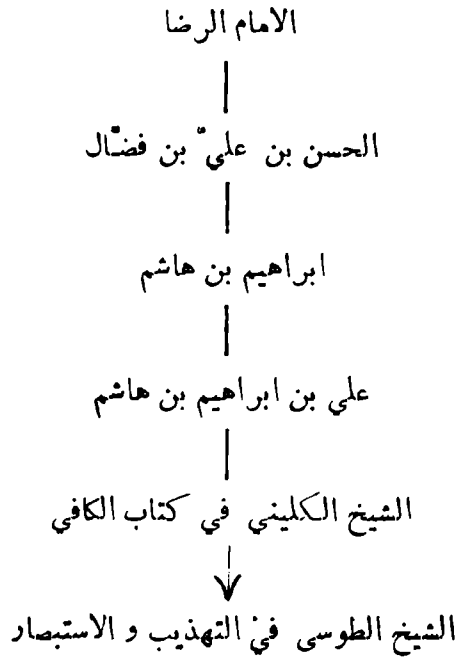 الامام الرضا
الحسن بن عليّ بن فضّال
ابراهيم بن هاشم
علي بن ابراهيم بن هاشم
الشيخ الكليني في كتاب الكافي
الشيخ الطوسى في التهذيب و الاستبصار